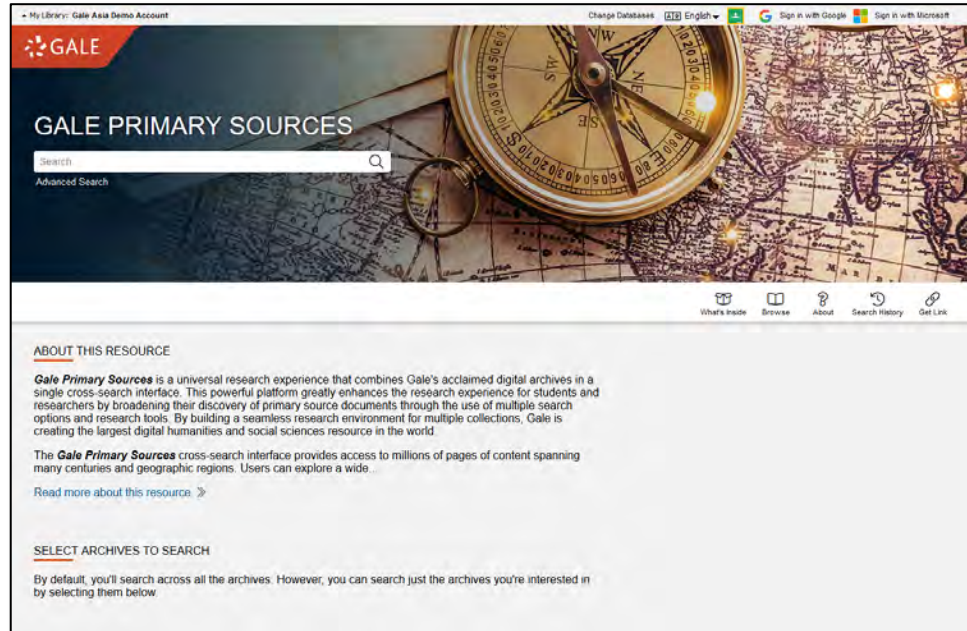 My Library: Gale Asia Demo Account
Change Databases English Sign in with Google Sign in with Microsoft
GALE
GALE PRIMARY SOURCES
Search
Advanced Search
What's Inside Browse About Search History Get Link
ABOUT THIS RESOURCE
Gale Primary Sources is a universal research experience that combines Gale's acclaimed digital archives in a
single cross-search interface. This powerful platform greatly enhances the research experience for students and
researchers by broadening their discovery of primary source documents through the use of multiple search
options and research tools. By building a seamless research environment for multiple collections, Gale is
creating the largest digital humanities and social sciences resource in the world.
The Gale Primary Sources cross-search interface provides access to millions of pages of content spanning
many centuries and geographic regions. Users can explore a wide...
Read more about this resource. »
SELECT ARCHIVES TO SEARCH
By default, you'll search across all the archives. However, you can search just the archives you're interested in
by selecting them below.